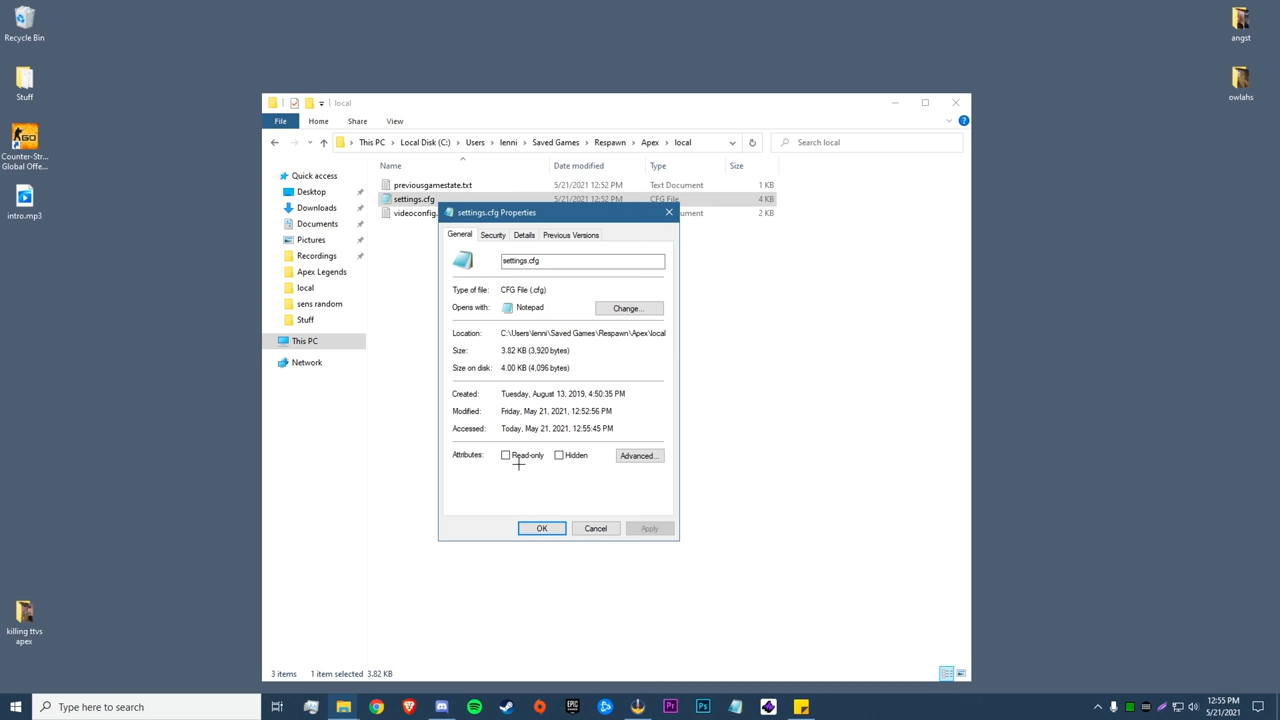 Recycle Bin
Stuff
Counter-Str...
Global Offe...
intro.mp3
killing ttvs
apex
angst
owlahs
local
File
Home
Share
View
This PC
Local Disk (C:)
Users
lenni
Saved Games
Respawn
Apex
local
Search local
Quick access
Desktop
Downloads
Documents
Pictures
Recordings
Apex Legends
local
sens random
Stuff
This PC
Network
Name
Date modified
Type
Size
previousgamestate.txt
5/21/2021 12:52 PM
Text Document
1 KB
settings.cfg
5/21/2021 12:52 PM
CFG File
4 KB
videoconfig.
cument
2 KB
settings.cfg Properties
General
Security
Details
Previous Versions
settings.cfg
Type of file:
CFG File (.cfg)
Opens with:
Notepad
Change...
Location:
C:\Users\lenni\Saved Games\Respawn\Apex\local
Size:
3.82 KB (3,920 bytes)
Size on disk:
4.00 KB (4,096 bytes)
Created:
Tuesday, August 13, 2019, 4:50:35 PM
Modified:
Friday, May 21, 2021, 12:52:56 PM
Accessed:
Today, May 21, 2021, 12:55:45 PM
Attributes:
Read-only
Hidden
Advanced...
OK
Cancel
Apply
3 items
1 item selected 3.82 KB
Type here to search
Pr
Ps
12:55 PM
5/21/2021